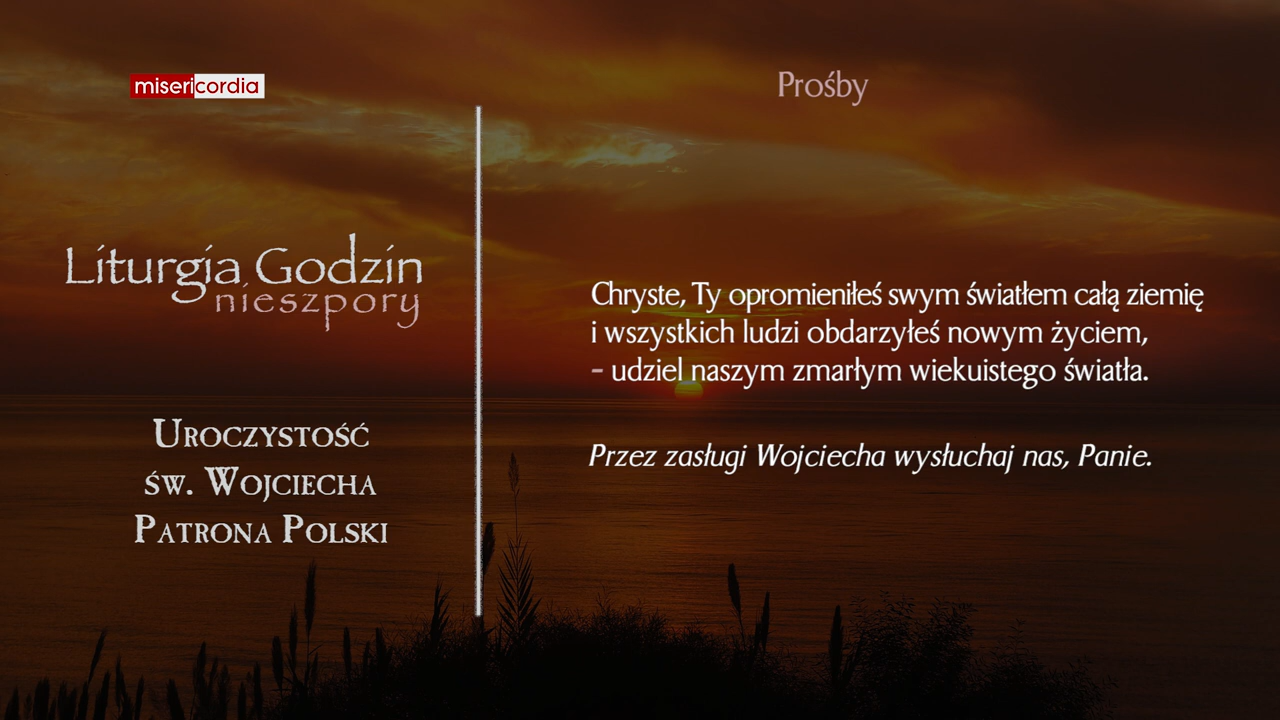 misericordia
Liturgia Godzin
nieszpory
Uroczystość
św. Wojciecha
Patrona Polski
Prośby
Chryste, Ty opromieniłeś swym światłem całą ziemię
i wszystkich ludzi obdarzyłeś nowym życiem,
- udziel naszym zmarłym wiekuistego światła.
Przez zasługi Wojciecha wysłuchaj nas, Panie.